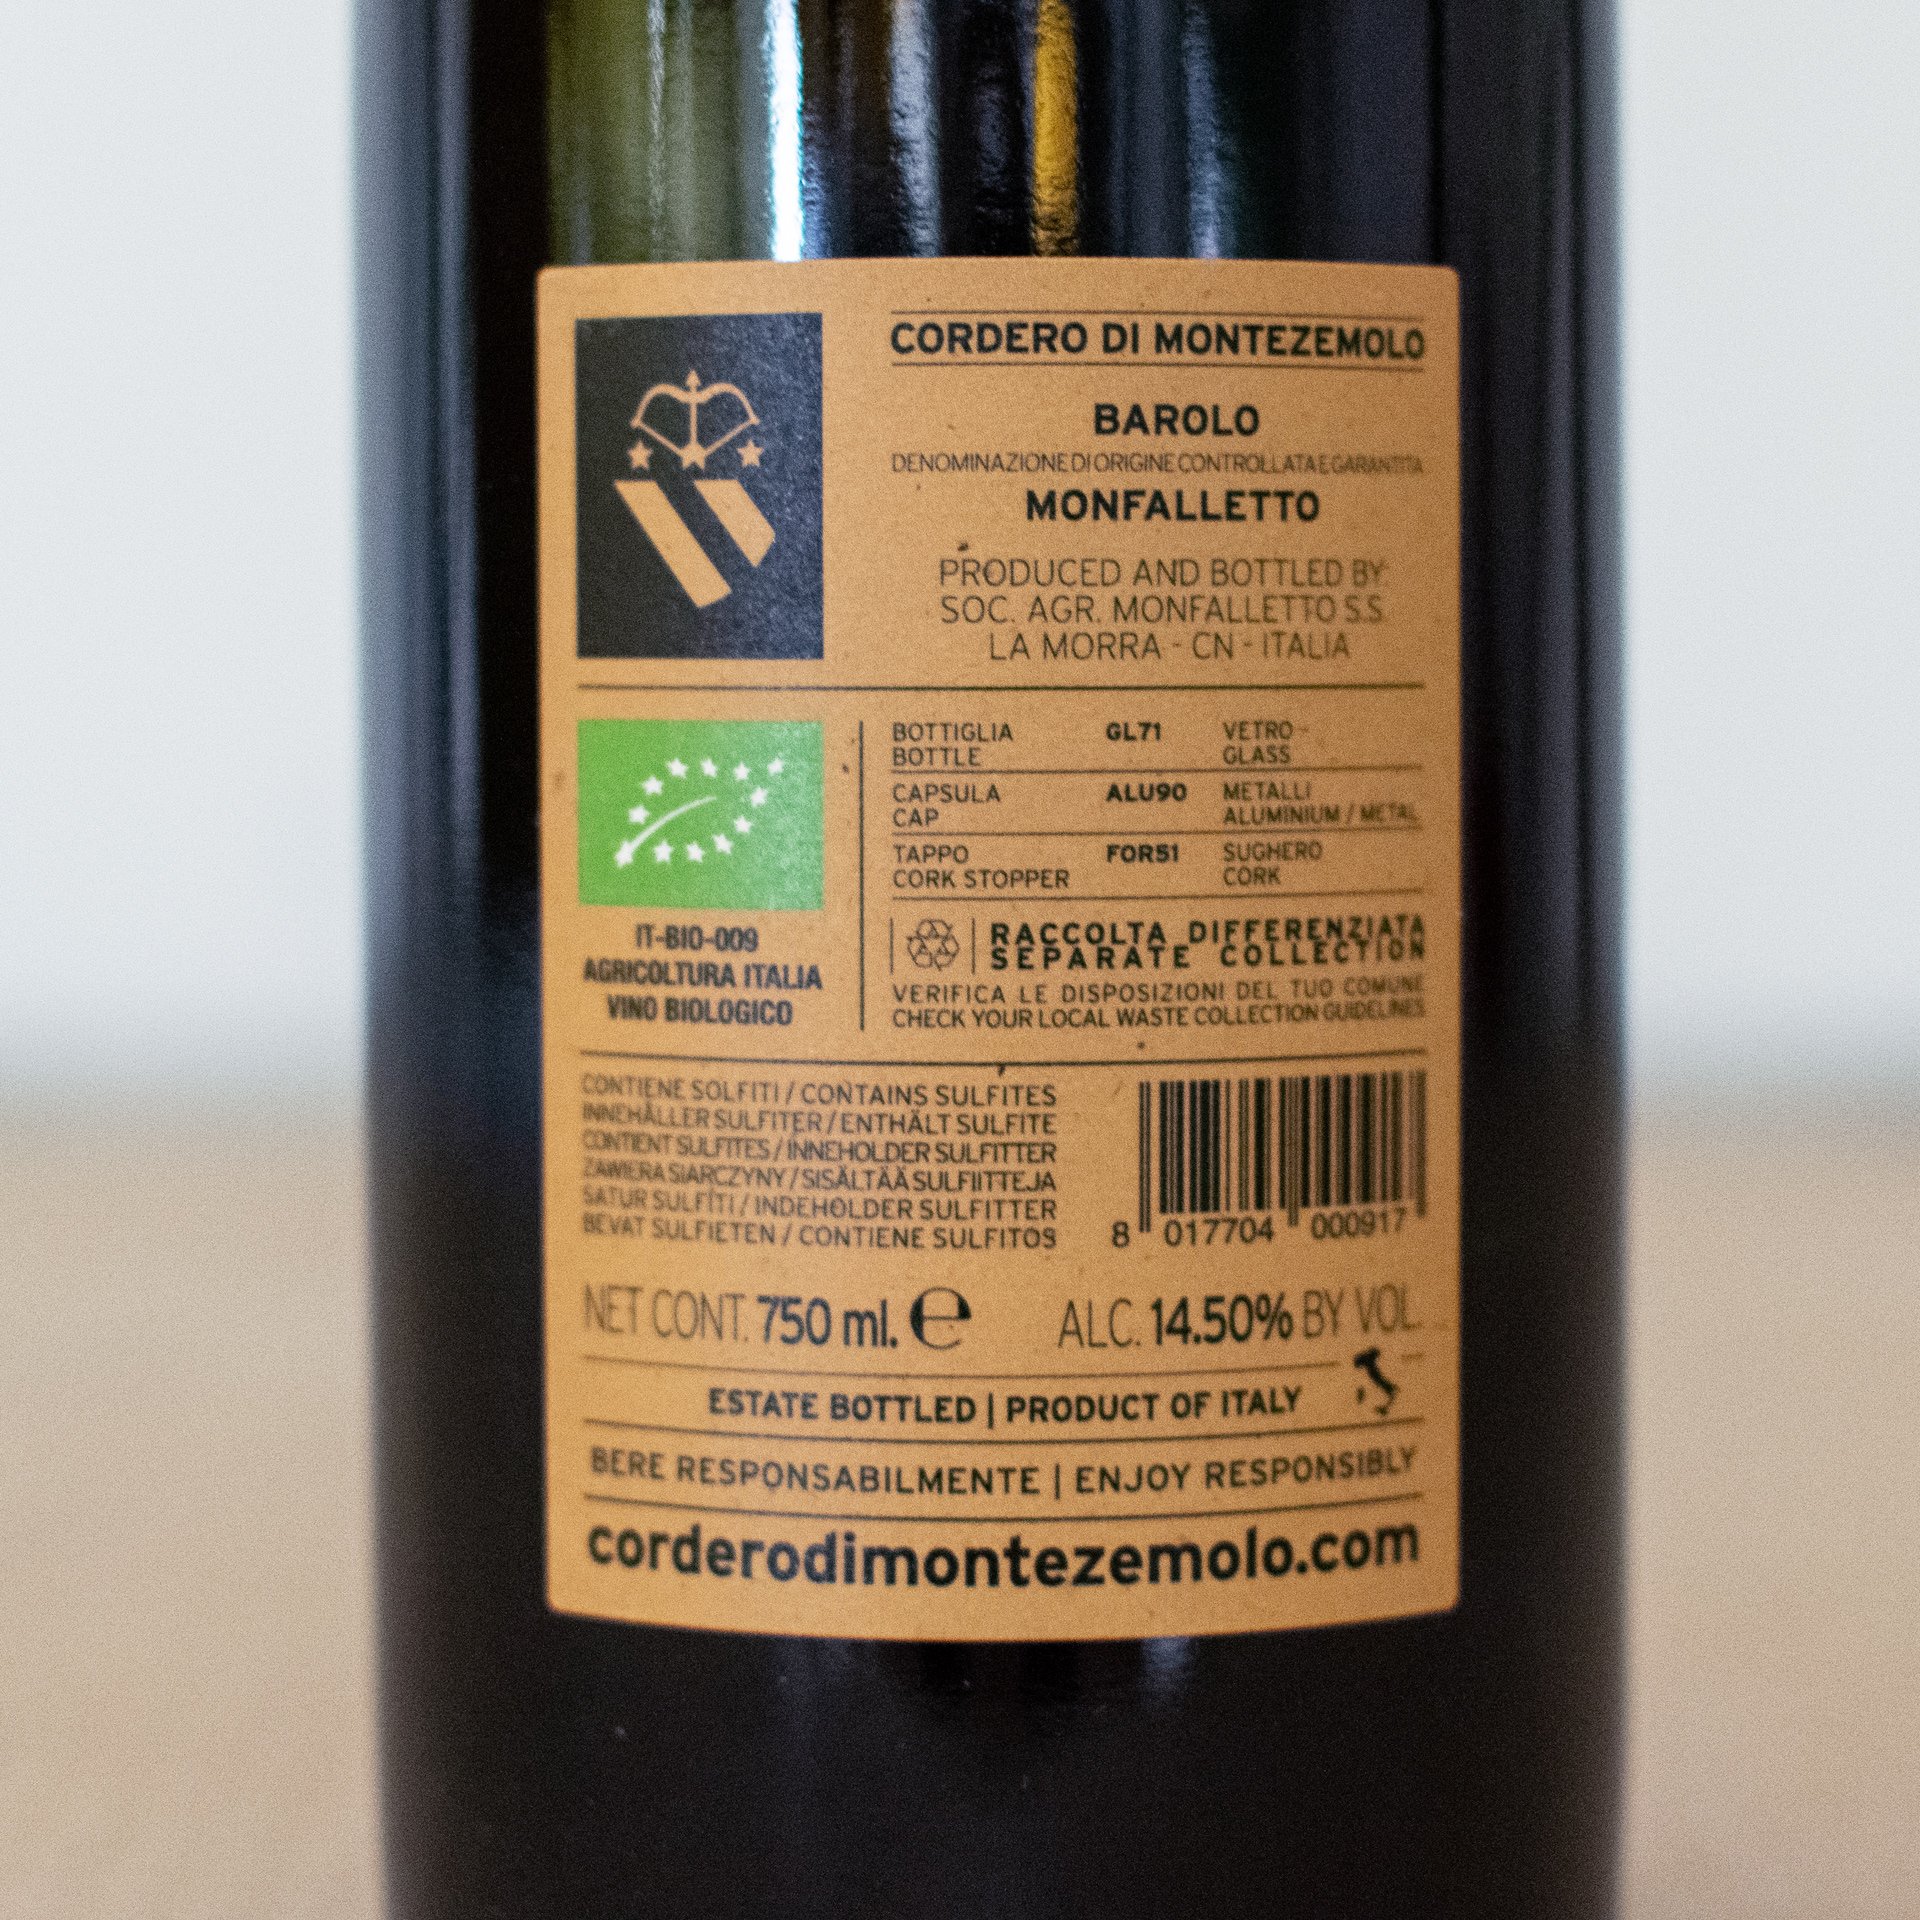 CORDERO DI MONTEZEMOLO
BAROLO
DENOMINAZIONE DI ORIGINE CONTROLLATA E GARANTITA
MONFALLETTO
PRODUCED AND BOTTLED BY:
SOC. AGR. MONFALLETTO S.S.
LA MORRA - CN - ITALIA
IT-BIO-009
AGRICOLTURA ITALIA
VINO BIOLOGICO
BOTTIGLIA GL71 VETRO
BOTTLE GLASS
CAPSULA ALU90 METALLI
CAP ALUMINIUM / METAL
TAPPO FOR51 SUGHERO
CORK STOPPER CORK
RACCOLTA DIFFERENZIATA
SEPARATE COLLECTION
VERIFICA LE DISPOSIZIONI DEL TUO COMUNE
CHECK YOUR LOCAL WASTE COLLECTION GUIDELINES
CONTIENE SOLFITI / CONTAINS SULFITES
INNEHÅLLER SULFITER / ENTHÄLT SULFITE
CONTIENT SULFITES / INNEHOLDER SULFITTER
ZAWIERA SIARCZYNY / SISÄLTÄÄ SULFIITTEJA
SATUR SULFĪTI / INDEHOLDER SULFITTER
BEVAT SULFIETEN / CONTIENE SULFITOS
8 017704 000917
NET CONT. 750 ml. e ALC. 14.50% BY VOL.
ESTATE BOTTLED | PRODUCT OF ITALY
BERE RESPONSABILMENTE | ENJOY RESPONSIBLY
corderodimontezemolo.com